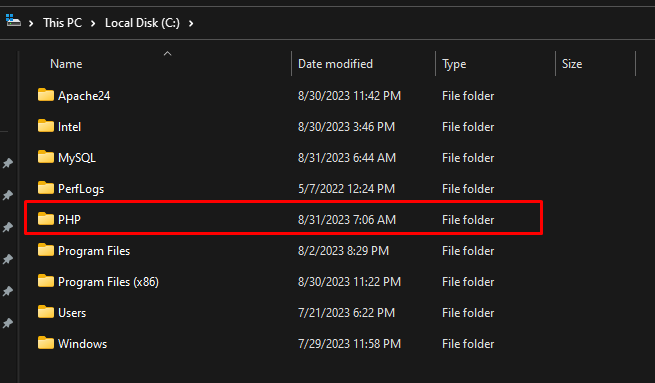 This PC > Local Disk (C:) >
Name Date modified Type Size
Apache24 8/30/2023 11:42 PM File folder
Intel 8/30/2023 3:46 PM File folder
MySQL 8/31/2023 6:44 AM File folder
PerfLogs 5/7/2022 12:24 PM File folder
PHP 8/31/2023 7:06 AM File folder
Program Files 8/2/2023 8:29 PM File folder
Program Files (x86) 8/30/2023 11:22 PM File folder
Users 7/21/2023 6:22 PM File folder
Windows 7/29/2023 11:58 PM File folder